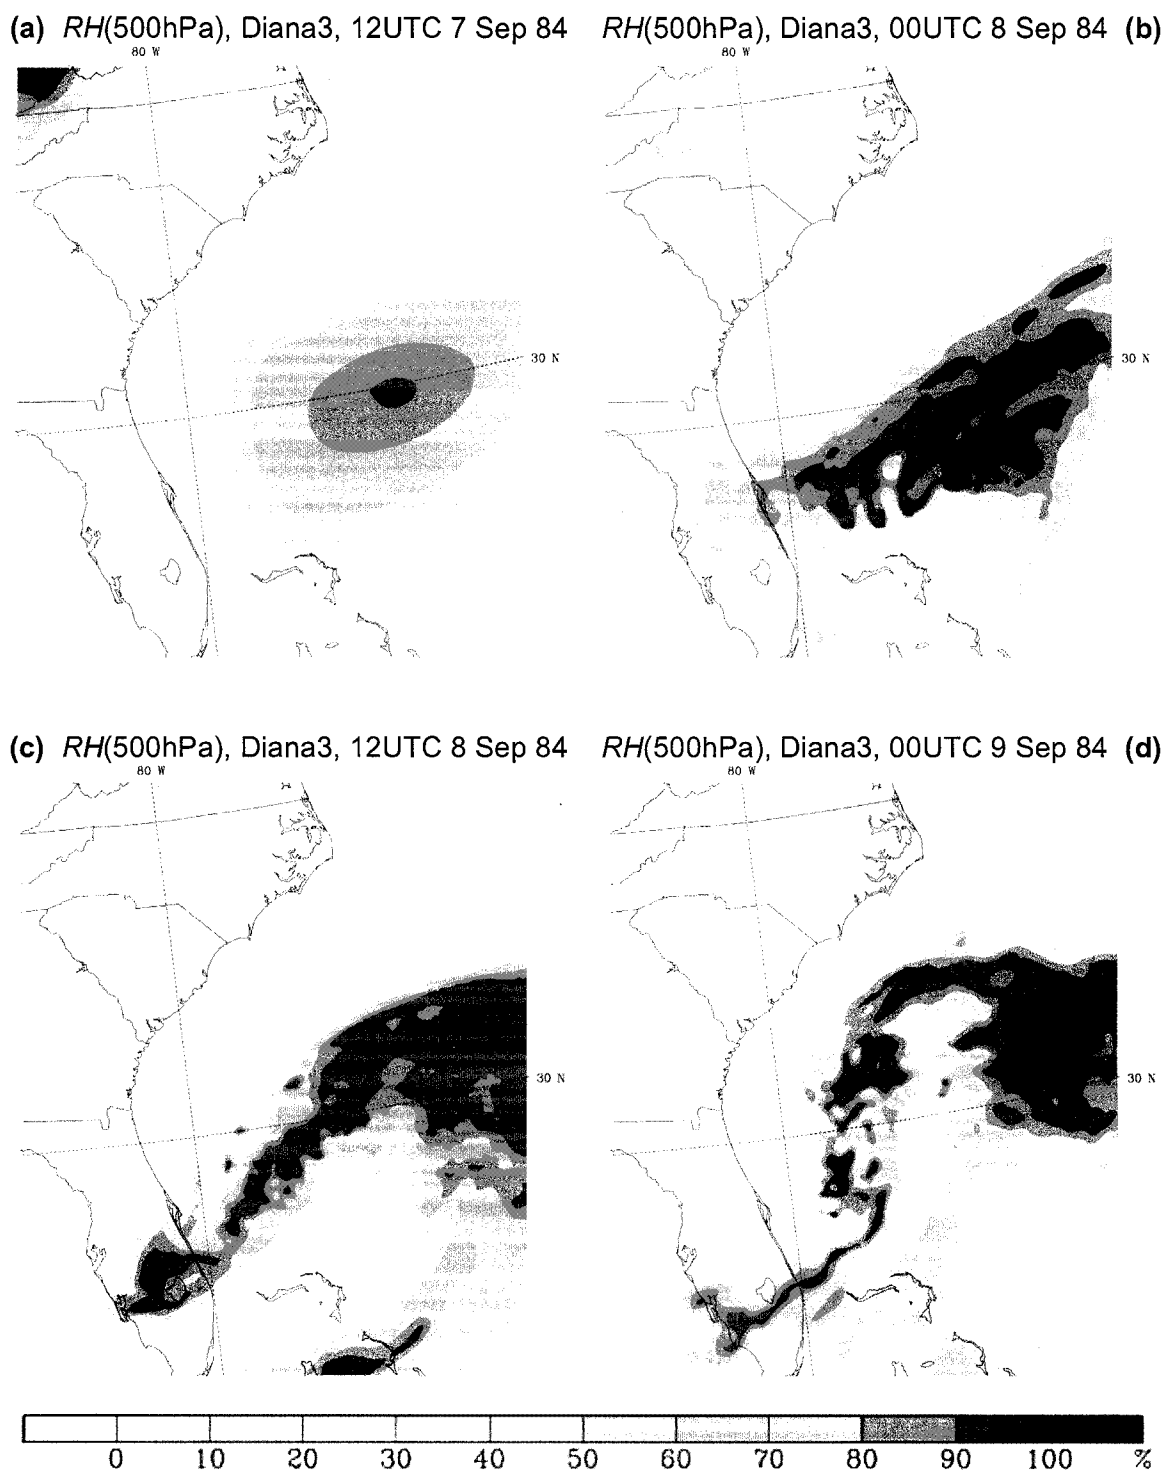 (a) RH(500hPa), Diana3, 12UTC 7 Sep 84
80 W
30 N
RH(500hPa), Diana3, 00UTC 8 Sep 84 (b)
80 W
30 N
(c) RH(500hPa), Diana3, 12UTC 8 Sep 84
80 W
30 N
RH(500hPa), Diana3, 00UTC 9 Sep 84 (d)
80 W
30 N
0 10 20 30 40 50 60 70 80 90 100 %